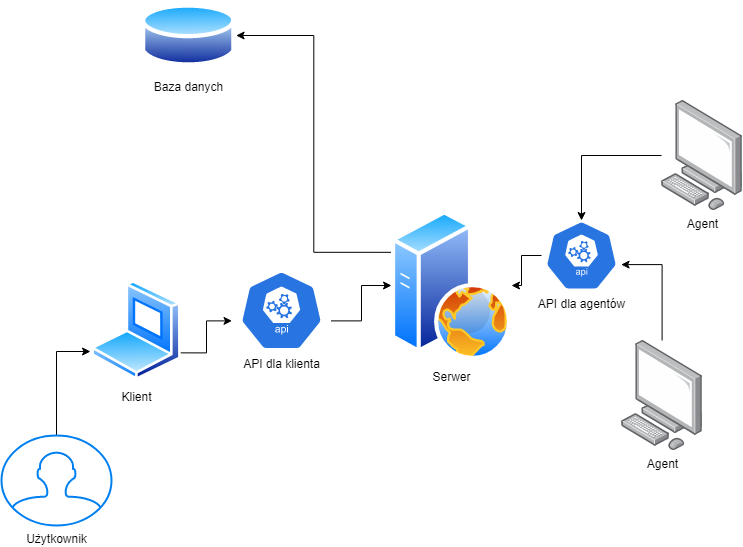 Baza danych
Agent
api
API dla agentów
api
API dla klienta
Serwer
Klient
Agent
Użytkownik